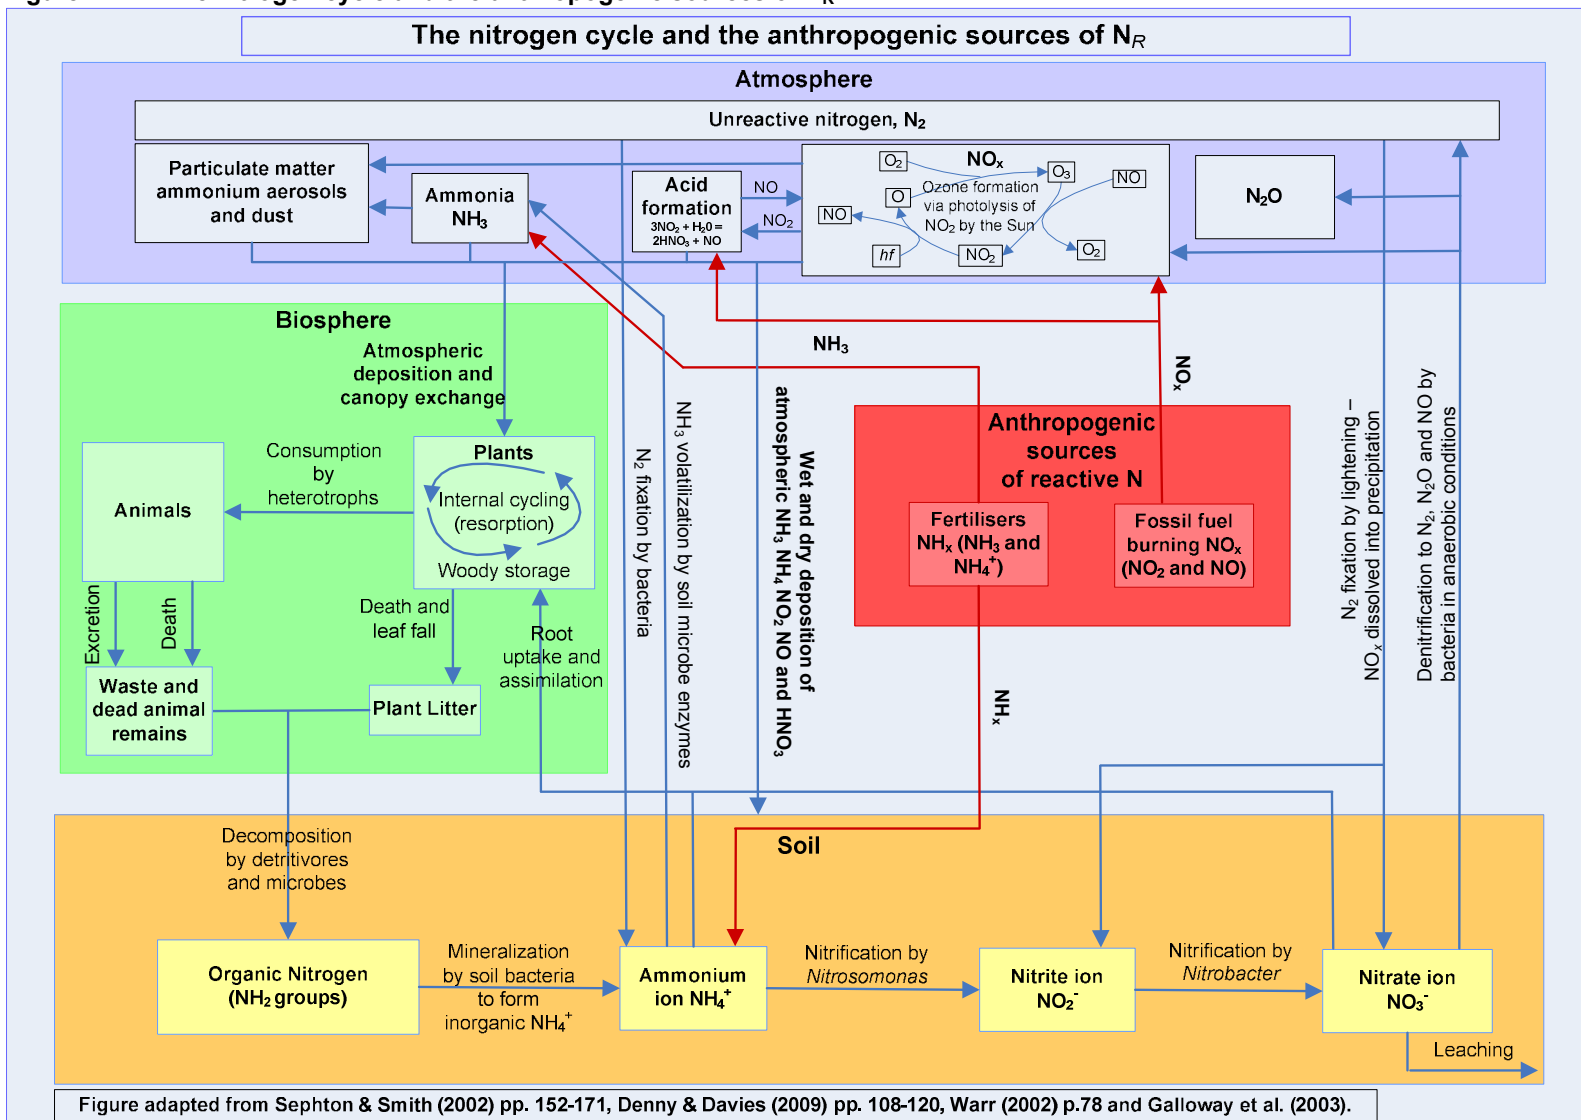 The nitrogen cycle and the anthropogenic sources of N_R
Atmosphere
Unreactive nitrogen, N₂
Particulate matter
ammonium aerosols
and dust
Ammonia
NH₃
Acid
formation
3NO₂ + H₂0 =
2HNO₃ + NO
NO
NO₂
NOₓ
O₂
O₃
NO
O
Ozone formation
via photolysis of
NO₂ by the Sun
NO
hf
NO₂
O₂
N₂O
Biosphere
Atmospheric
deposition and
canopy exchange
Plants
Internal cycling
(resorption)
Woody storage
Consumption
by
heterotrophs
Animals
Excretion
Death
Death and
leaf fall
Root
uptake and
assimilation
Waste and
dead animal
remains
Plant Litter
N₂ fixation by bacteria
NH₃ volatilization by soil microbe enzymes
Wet and dry deposition of
atmospheric NH₃ NH₄ NO₂ NO and HNO₃
NH₃
NOₓ
Anthropogenic
sources
of reactive N
Fertilisers
NHₓ (NH₃ and
NH₄⁺)
Fossil fuel
burning NOₓ
(NO₂ and NO)
NHₓ
N₂ fixation by lightening –
NOₓ dissolved into precipitation
Denitrification to N₂, N₂O and NO by
bacteria in anaerobic conditions
Soil
Decomposition
by detritivores
and microbes
Organic Nitrogen
(NH₂ groups)
Mineralization
by soil bacteria
to form
inorganic NH₄⁺
Ammonium
ion NH₄⁺
Nitrification by
Nitrosomonas
Nitrite ion
NO₂⁻
Nitrification by
Nitrobacter
Nitrate ion
NO₃⁻
Leaching
Figure adapted from Sephton & Smith (2002) pp. 152-171, Denny & Davies (2009) pp. 108-120, Warr (2002) p.78 and Galloway et al. (2003).